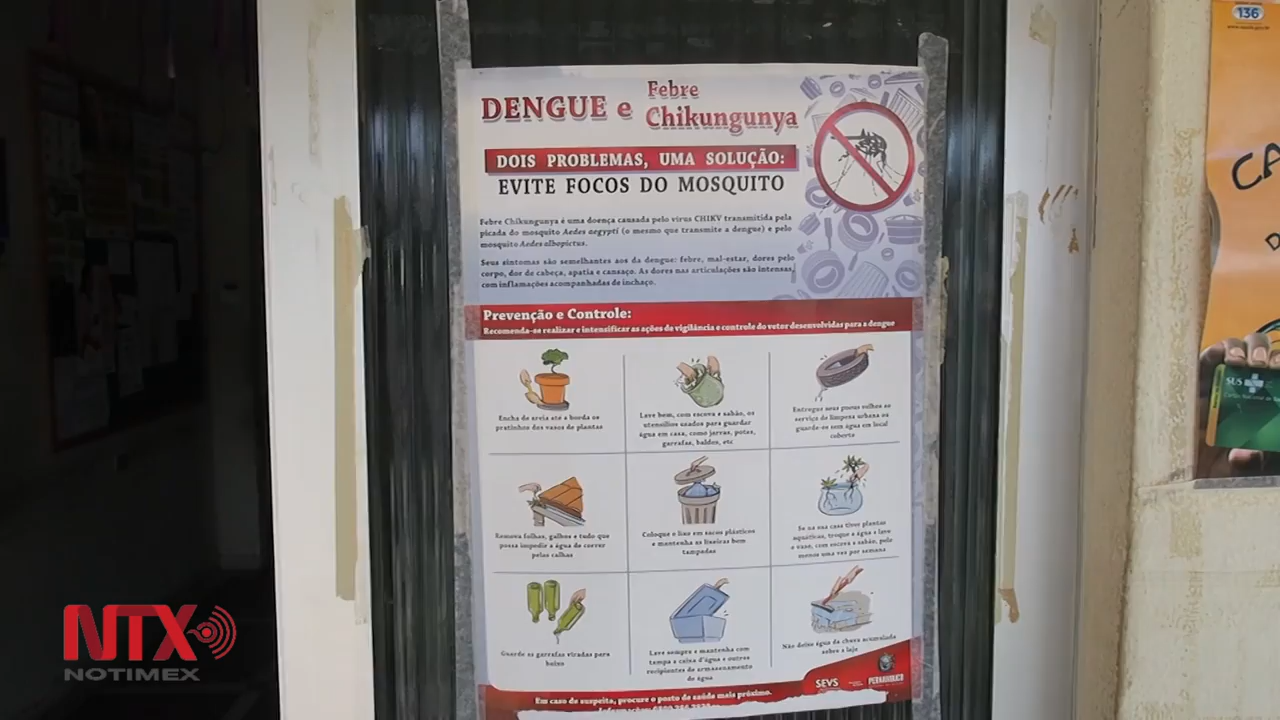 136
DENGUE e Febre
Chikungunya
DOIS PROBLEMAS, UMA SOLUÇÃO:
EVITE FOCOS DO MOSQUITO
Febre Chikungunya é uma doença causada pelo vírus CHIKV transmitida pela
picada do mosquito Aedes aegypti (o mesmo que transmite a dengue) e pelo
mosquito Aedes albopictus.
Seus sintomas são semelhantes aos da dengue: febre, mal-estar, dores pelo
corpo, dor de cabeça, apatia e cansaço. As dores nas articulações são intensas,
com inflamações acompanhadas de inchaço.
Prevenção e Controle:
Recomenda-se realizar e intensificar as ações de vigilância e controle do vetor desenvolvidas para a dengue
Encha de areia até a borda os
pratinhos dos vasos de plantas
Lave bem, com escova e sabão, os
utensílios usados para guardar
água em casa, como jarras, potes,
garrafas, baldes, etc
Entregue seus pneus velhos ao
serviço de limpeza urbana ou
guarde-os sem água em local
coberto
Remova folhas, galhos e tudo que
possa impedir a água de correr
pelas calhas
Coloque o lixo em sacos plásticos
e mantenha as lixeiras bem
tampadas
Se na sua casa tiver plantas
aquáticas, troque a água e lave
o vaso, com escova e sabão, pelo
menos uma vez por semana
Guarde as garrafas viradas para
baixo
Lave sempre e mantenha com
tampa a caixa d'água e outros
recipientes de armazenamento
de água
Não deixe água da chuva acumulada
sobre a laje
SEVS
PERNAMBUCO
Em caso de suspeita, procure o posto de saúde mais próximo.
CA
SUS
NTX
NOTIMEX